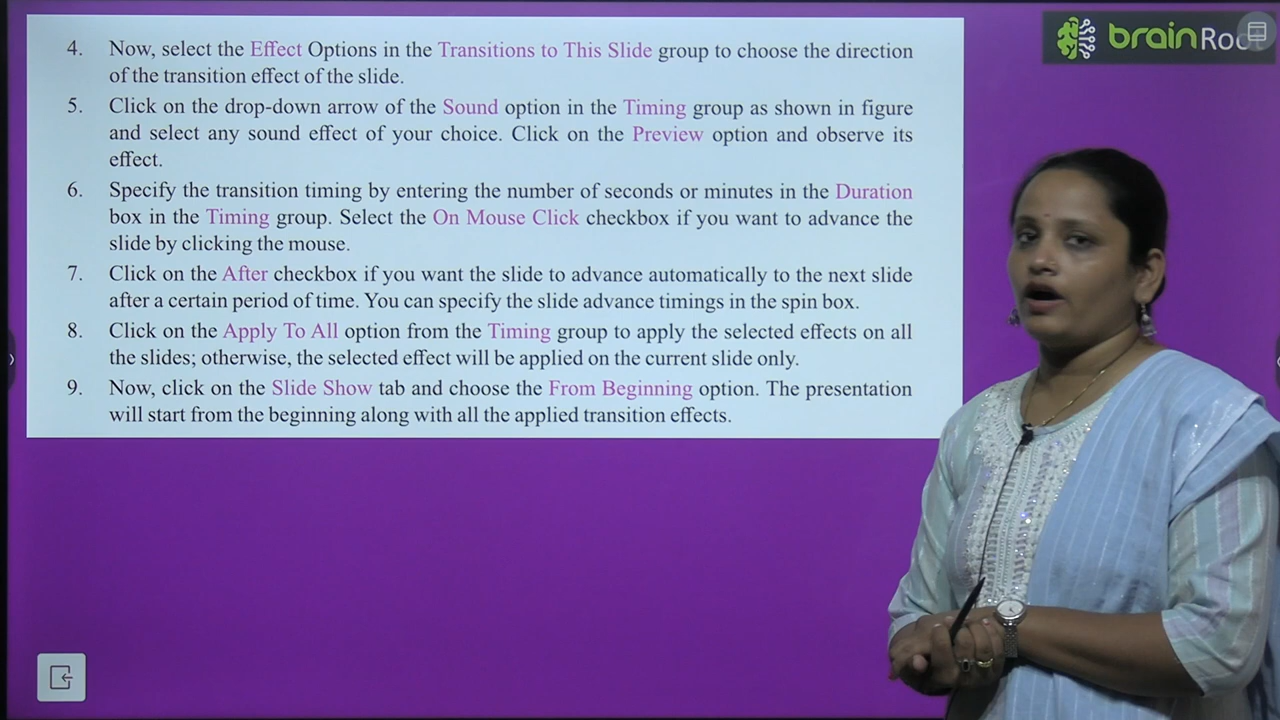 4. Now, select the Effect Options in the Transitions to This Slide group to choose the direction
of the transition effect of the slide.
5. Click on the drop-down arrow of the Sound option in the Timing group as shown in figure
and select any sound effect of your choice. Click on the Preview option and observe its
effect.
6. Specify the transition timing by entering the number of seconds or minutes in the Duration
box in the Timing group. Select the On Mouse Click checkbox if you want to advance the
slide by clicking the mouse.
7. Click on the After checkbox if you want the slide to advance automatically to the next slide
after a certain period of time. You can specify the slide advance timings in the spin box.
8. Click on the Apply To All option from the Timing group to apply the selected effects on all
the slides; otherwise, the selected effect will be applied on the current slide only.
9. Now, click on the Slide Show tab and choose the From Beginning option. The presentation
will start from the beginning along with all the applied transition effects.